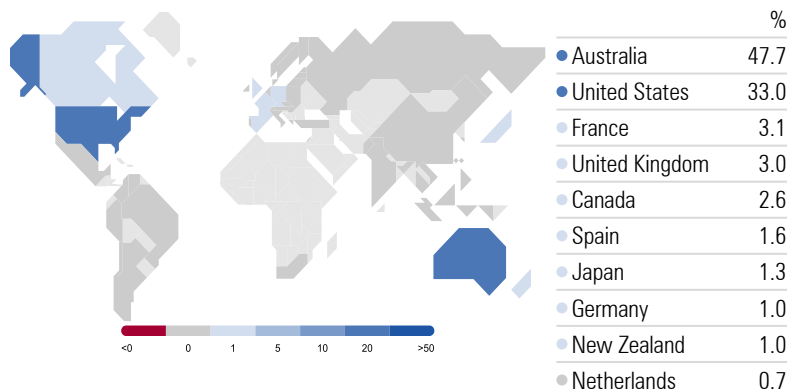 %
Australia 47.7
United States 33.0
France 3.1
United Kingdom 3.0
Canada 2.6
Spain 1.6
Japan 1.3
Germany 1.0
New Zealand 1.0
Netherlands 0.7
<0 0 1 5 10 20 >50